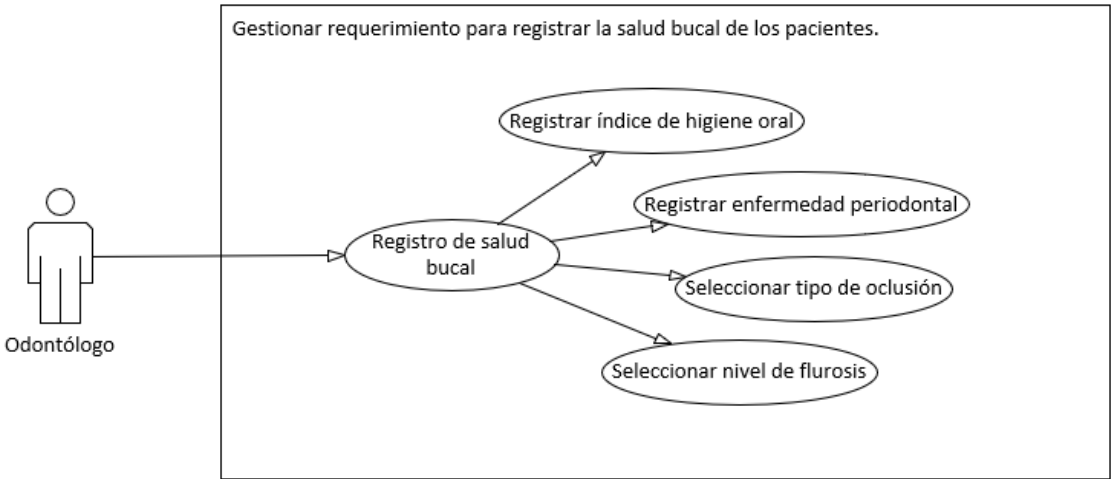 Gestionar requerimiento para registrar la salud bucal de los pacientes.
Registrar índice de higiene oral
Registrar enfermedad periodontal
Registro de salud
bucal
Seleccionar tipo de oclusión
Seleccionar nivel de flurosis
Odontólogo